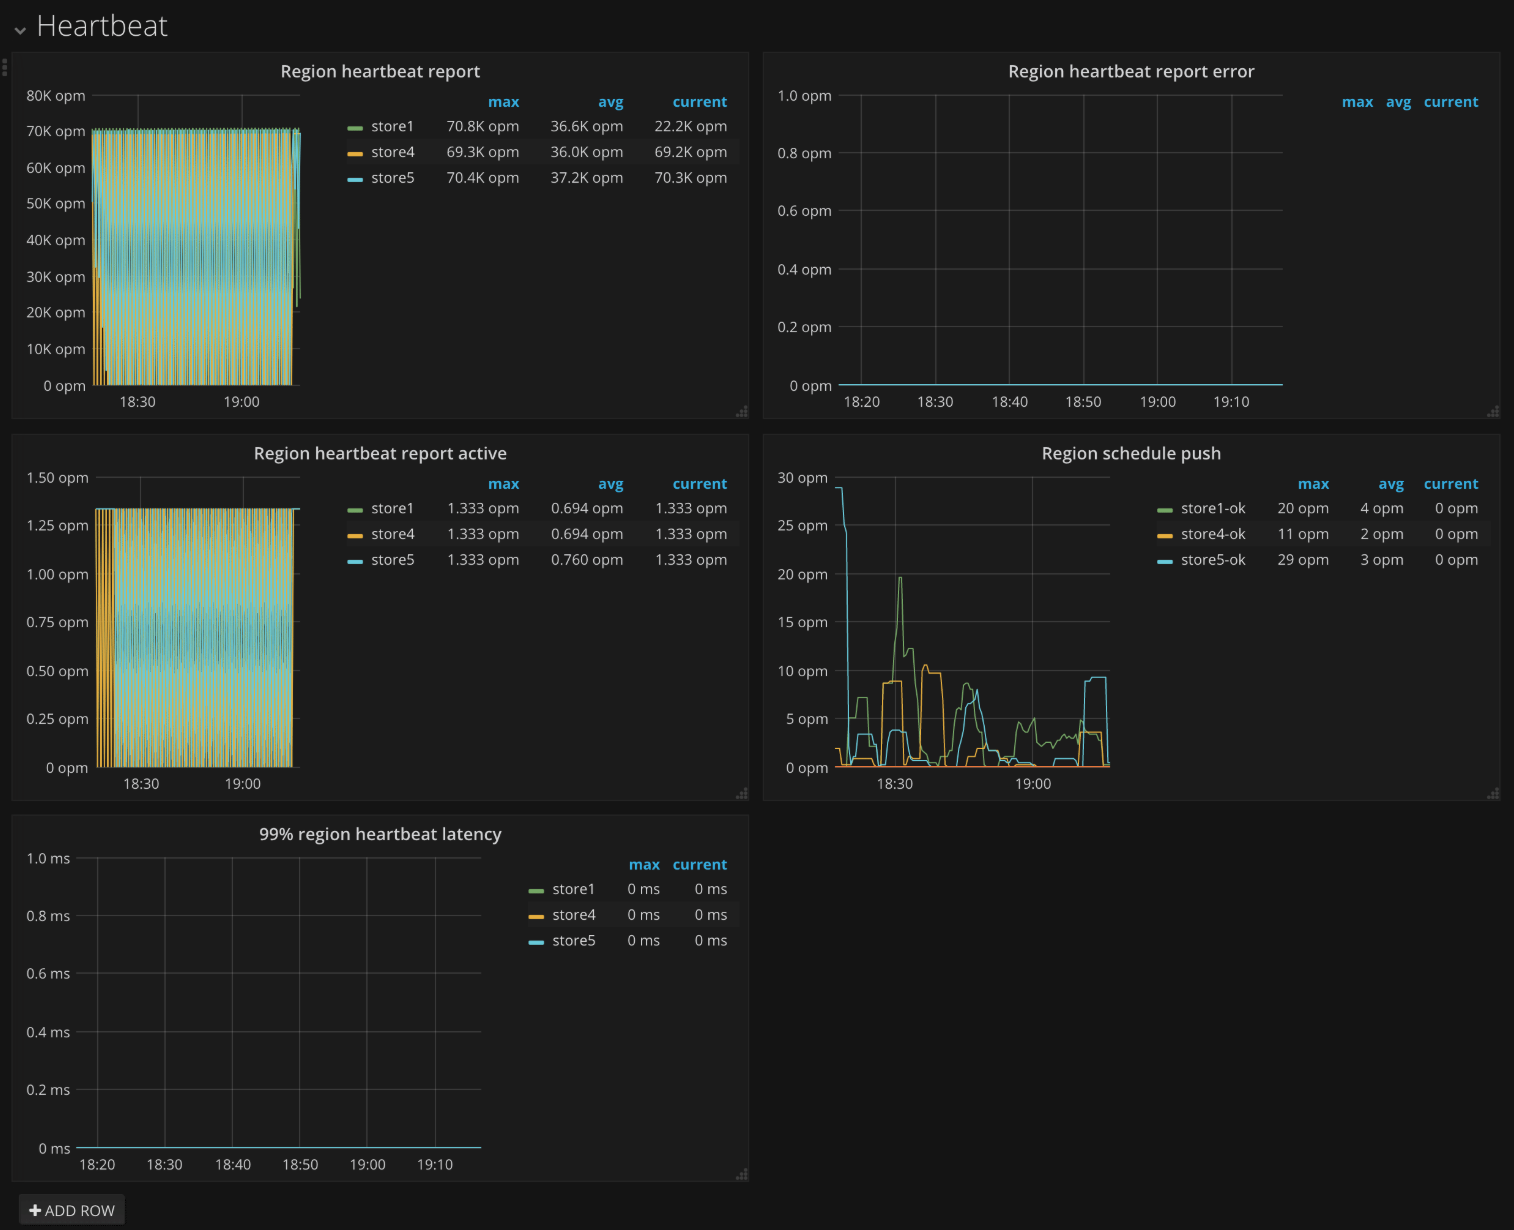 Heartbeat
Region heartbeat report
80K opm
70K opm
60K opm
50K opm
40K opm
30K opm
20K opm
10K opm
0 opm
18:30 19:00
max avg current
store1 70.8K opm 36.6K opm 22.2K opm
store4 69.3K opm 36.0K opm 69.2K opm
store5 70.4K opm 37.2K opm 70.3K opm
Region heartbeat report error
1.0 opm
0.8 opm
0.6 opm
0.4 opm
0.2 opm
0 opm
18:20 18:30 18:40 18:50 19:00 19:10
max avg current
Region heartbeat report active
1.50 opm
1.25 opm
1.00 opm
0.75 opm
0.50 opm
0.25 opm
0 opm
18:30 19:00
max avg current
store1 1.333 opm 0.694 opm 1.333 opm
store4 1.333 opm 0.694 opm 1.333 opm
store5 1.333 opm 0.760 opm 1.333 opm
Region schedule push
30 opm
25 opm
20 opm
15 opm
10 opm
5 opm
0 opm
18:30 19:00
max avg current
store1-ok 20 opm 4 opm 0 opm
store4-ok 11 opm 2 opm 0 opm
store5-ok 29 opm 3 opm 0 opm
99% region heartbeat latency
1.0 ms
0.8 ms
0.6 ms
0.4 ms
0.2 ms
0 ms
18:20 18:30 18:40 18:50 19:00 19:10
max current
store1 0 ms 0 ms
store4 0 ms 0 ms
store5 0 ms 0 ms
ADD ROW